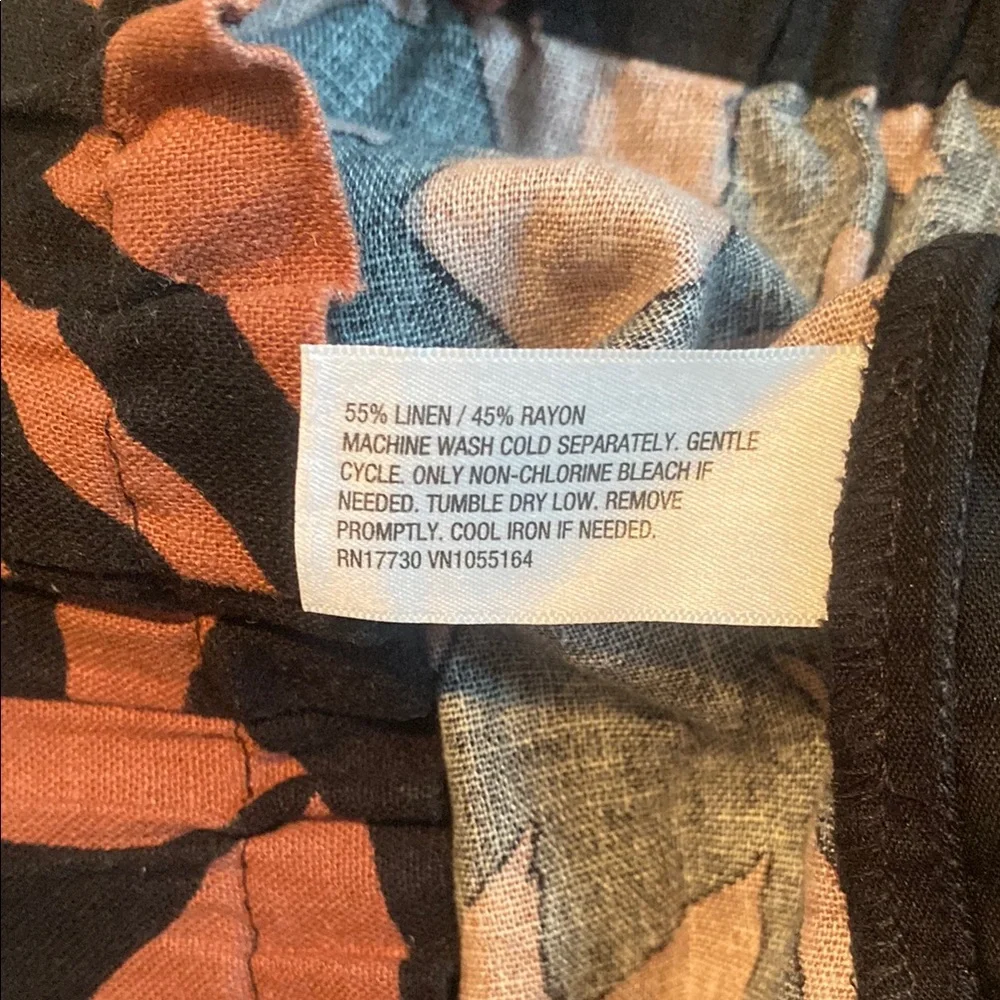 55% LINEN / 45% RAYON
MACHINE WASH COLD SEPARATELY. GENTLE
CYCLE. ONLY NON-CHLORINE BLEACH IF
NEEDED. TUMBLE DRY LOW. REMOVE
PROMPTLY. COOL IRON IF NEEDED.
RN17730 VN1055164